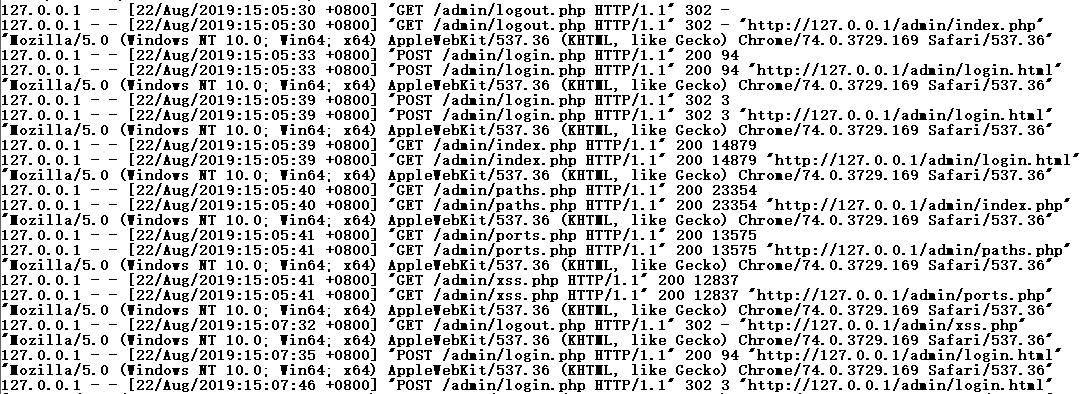 127.0.0.1 - - [22/Aug/2019:15:05:30 +0800] "GET /admin/logout.php HTTP/1.1" 302 -
127.0.0.1 - - [22/Aug/2019:15:05:30 +0800] "GET /admin/logout.php HTTP/1.1" 302 - "http://127.0.0.1/admin/index.php"
"Mozilla/5.0 (Windows NT 10.0; Win64; x64) AppleWebKit/537.36 (KHTML, like Gecko) Chrome/74.0.3729.169 Safari/537.36"
127.0.0.1 - - [22/Aug/2019:15:05:33 +0800] "POST /admin/login.php HTTP/1.1" 200 94
127.0.0.1 - - [22/Aug/2019:15:05:33 +0800] "POST /admin/login.php HTTP/1.1" 200 94 "http://127.0.0.1/admin/login.html"
"Mozilla/5.0 (Windows NT 10.0; Win64; x64) AppleWebKit/537.36 (KHTML, like Gecko) Chrome/74.0.3729.169 Safari/537.36"
127.0.0.1 - - [22/Aug/2019:15:05:39 +0800] "POST /admin/login.php HTTP/1.1" 302 3
127.0.0.1 - - [22/Aug/2019:15:05:39 +0800] "POST /admin/login.php HTTP/1.1" 302 3 "http://127.0.0.1/admin/login.html"
"Mozilla/5.0 (Windows NT 10.0; Win64; x64) AppleWebKit/537.36 (KHTML, like Gecko) Chrome/74.0.3729.169 Safari/537.36"
127.0.0.1 - - [22/Aug/2019:15:05:39 +0800] "GET /admin/index.php HTTP/1.1" 200 14879
127.0.0.1 - - [22/Aug/2019:15:05:39 +0800] "GET /admin/index.php HTTP/1.1" 200 14879 "http://127.0.0.1/admin/login.html"
"Mozilla/5.0 (Windows NT 10.0; Win64; x64) AppleWebKit/537.36 (KHTML, like Gecko) Chrome/74.0.3729.169 Safari/537.36"
127.0.0.1 - - [22/Aug/2019:15:05:40 +0800] "GET /admin/paths.php HTTP/1.1" 200 23354
127.0.0.1 - - [22/Aug/2019:15:05:40 +0800] "GET /admin/paths.php HTTP/1.1" 200 23354 "http://127.0.0.1/admin/index.php"
"Mozilla/5.0 (Windows NT 10.0; Win64; x64) AppleWebKit/537.36 (KHTML, like Gecko) Chrome/74.0.3729.169 Safari/537.36"
127.0.0.1 - - [22/Aug/2019:15:05:41 +0800] "GET /admin/ports.php HTTP/1.1" 200 13575
127.0.0.1 - - [22/Aug/2019:15:05:41 +0800] "GET /admin/ports.php HTTP/1.1" 200 13575 "http://127.0.0.1/admin/paths.php"
"Mozilla/5.0 (Windows NT 10.0; Win64; x64) AppleWebKit/537.36 (KHTML, like Gecko) Chrome/74.0.3729.169 Safari/537.36"
127.0.0.1 - - [22/Aug/2019:15:05:41 +0800] "GET /admin/xss.php HTTP/1.1" 200 12837
127.0.0.1 - - [22/Aug/2019:15:05:41 +0800] "GET /admin/xss.php HTTP/1.1" 200 12837 "http://127.0.0.1/admin/ports.php"
"Mozilla/5.0 (Windows NT 10.0; Win64; x64) AppleWebKit/537.36 (KHTML, like Gecko) Chrome/74.0.3729.169 Safari/537.36"
127.0.0.1 - - [22/Aug/2019:15:07:32 +0800] "GET /admin/logout.php HTTP/1.1" 302 - "http://127.0.0.1/admin/xss.php"
"Mozilla/5.0 (Windows NT 10.0; Win64; x64) AppleWebKit/537.36 (KHTML, like Gecko) Chrome/74.0.3729.169 Safari/537.36"
127.0.0.1 - - [22/Aug/2019:15:07:35 +0800] "POST /admin/login.php HTTP/1.1" 200 94 "http://127.0.0.1/admin/login.html"
"Mozilla/5.0 (Windows NT 10.0; Win64; x64) AppleWebKit/537.36 (KHTML, like Gecko) Chrome/74.0.3729.169 Safari/537.36"
127.0.0.1 - - [22/Aug/2019:15:07:46 +0800] "POST /admin/login.php HTTP/1.1" 302 3 "http://127.0.0.1/admin/login.html"